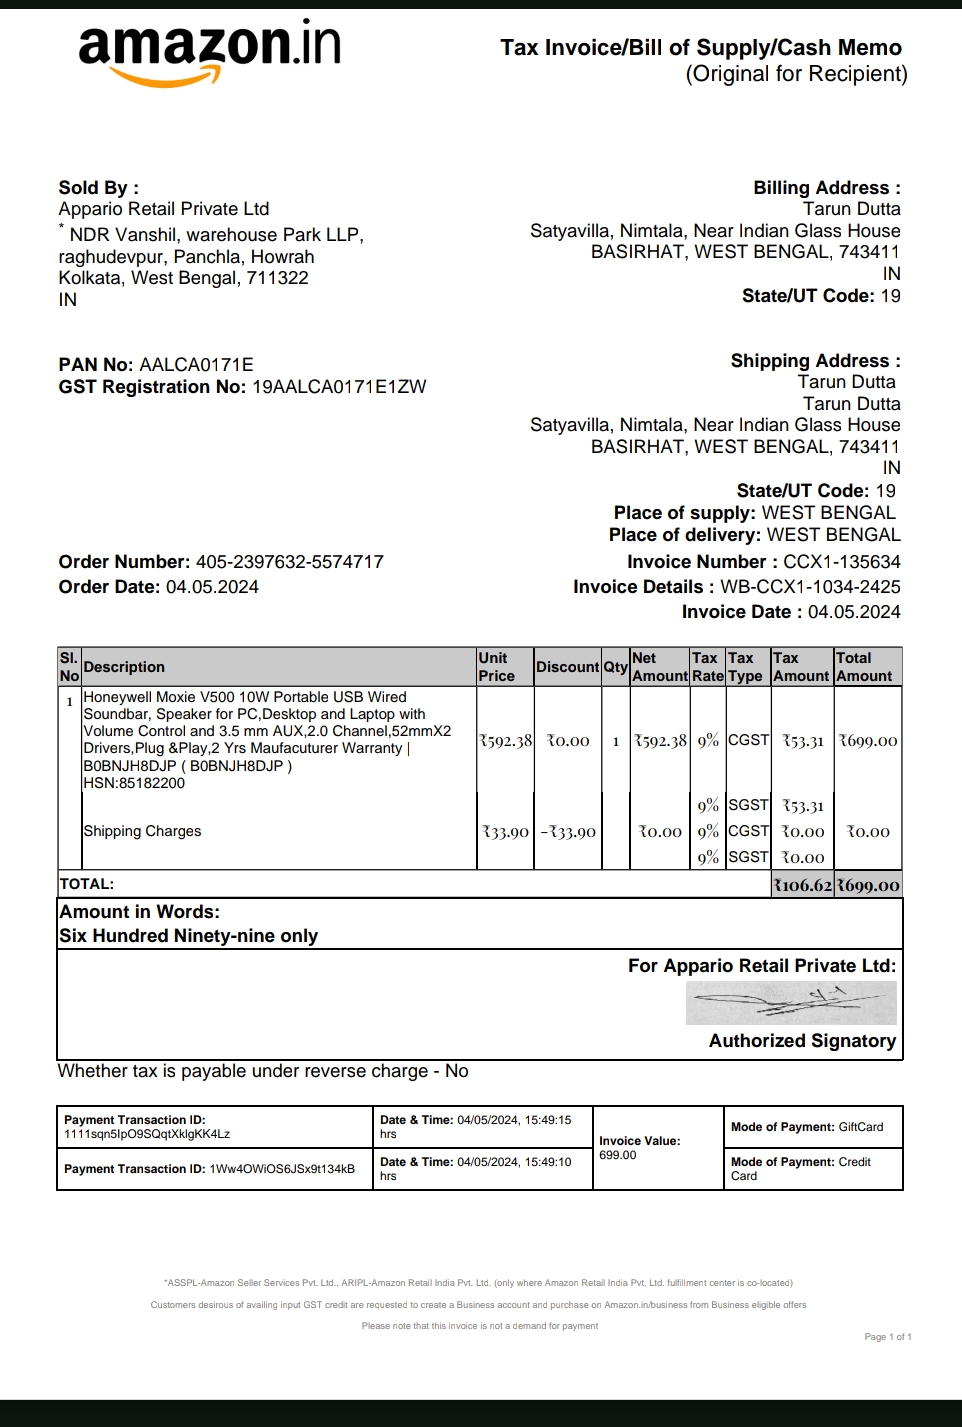 amazon.in
Tax Invoice/Bill of Supply/Cash Memo
(Original for Recipient)
Sold By :
Appario Retail Private Ltd
* NDR Vanshil, warehouse Park LLP,
raghudevpur, Panchla, Howrah
Kolkata, West Bengal, 711322
IN
Billing Address :
Tarun Dutta
Satyavilla, Nimtala, Near Indian Glass House
BASIRHAT, WEST BENGAL, 743411
IN
State/UT Code: 19
PAN No: AALCA0171E
GST Registration No: 19AALCA0171E1ZW
Shipping Address :
Tarun Dutta
Tarun Dutta
Satyavilla, Nimtala, Near Indian Glass House
BASIRHAT, WEST BENGAL, 743411
IN
State/UT Code: 19
Place of supply: WEST BENGAL
Place of delivery: WEST BENGAL
Order Number: 405-2397632-5574717
Order Date: 04.05.2024
Invoice Number : CCX1-135634
Invoice Details : WB-CCX1-1034-2425
Invoice Date : 04.05.2024
Sl. No Description Unit Price Discount Qty Net Amount Tax Rate Tax Type Tax Amount Total Amount
1 Honeywell Moxie V500 10W Portable USB Wired
Soundbar, Speaker for PC,Desktop and Laptop with
Volume Control and 3.5 mm AUX,2.0 Channel,52mmX2
Drivers,Plug &Play,2 Yrs Maufacuturer Warranty |
B0BNJH8DJP ( B0BNJH8DJP )
HSN:85182200
₹592.38 ₹0.00 1 ₹592.38 9% CGST ₹53.31 ₹699.00
9% SGST ₹53.31
Shipping Charges ₹33.90 -₹33.90 ₹0.00 9% CGST ₹0.00 ₹0.00
9% SGST ₹0.00
TOTAL: ₹106.62 ₹699.00
Amount in Words:
Six Hundred Ninety-nine only
For Appario Retail Private Ltd:
Authorized Signatory
Whether tax is payable under reverse charge - No
Payment Transaction ID:
1111sqn5IpO9SQqtXklgKK4Lz
Date & Time: 04/05/2024, 15:49:15
hrs
Invoice Value:
699.00
Mode of Payment: GiftCard
Payment Transaction ID: 1Ww4OWiOS6JSx9t134kB
Date & Time: 04/05/2024, 15:49:10
hrs
Mode of Payment: Credit
Card
*ASSPL-Amazon Seller Services Pvt. Ltd., ARIPL-Amazon Retail India Pvt. Ltd. (only where Amazon Retail India Pvt. Ltd. fulfillment center is co-located)
Customers desirous of availing input GST credit are requested to create a Business account and purchase on Amazon.in/business from Business eligible offers
Please note that this invoice is not a demand for payment
Page 1 of 1